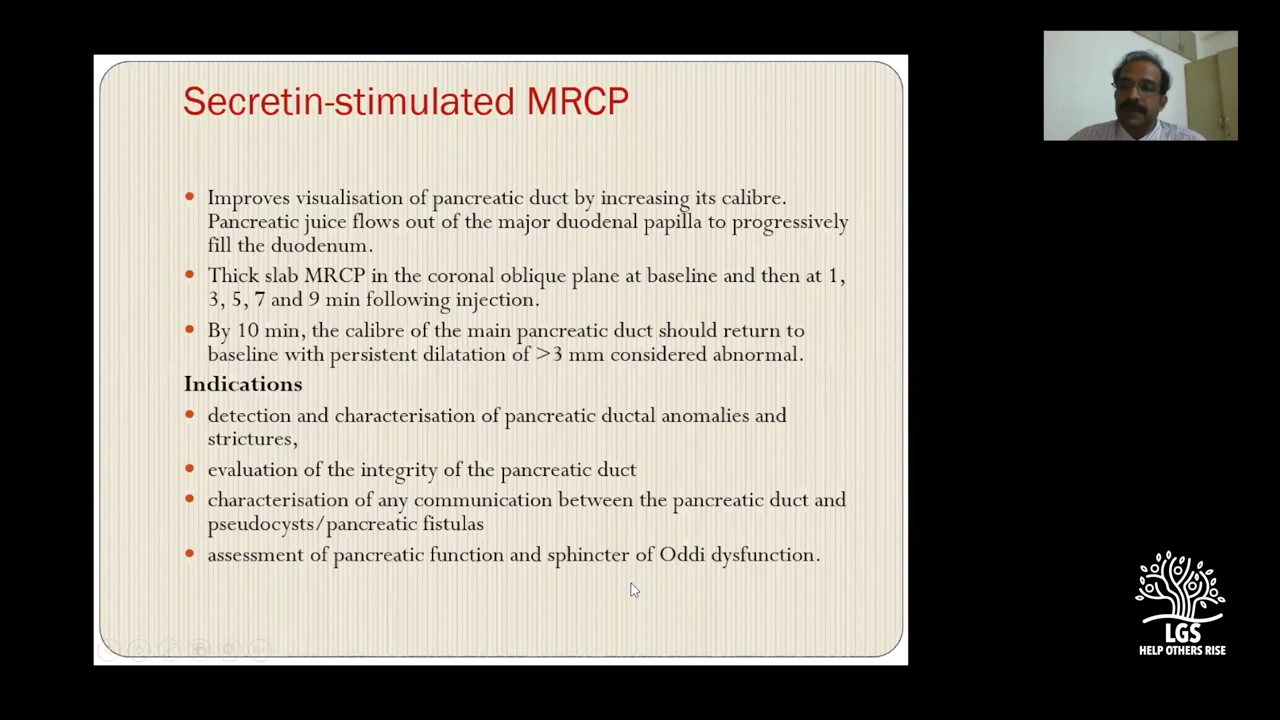 Secretin-stimulated MRCP
Improves visualisation of pancreatic duct by increasing its calibre.
Pancreatic juice flows out of the major duodenal papilla to progressively
fill the duodenum.
Thick slab MRCP in the coronal oblique plane at baseline and then at 1,
3, 5, 7 and 9 min following injection.
By 10 min, the calibre of the main pancreatic duct should return to
baseline with persistent dilatation of >3 mm considered abnormal.
Indications
detection and characterisation of pancreatic ductal anomalies and
strictures,
evaluation of the integrity of the pancreatic duct
characterisation of any communication between the pancreatic duct and
pseudocysts/pancreatic fistulas
assessment of pancreatic function and sphincter of Oddi dysfunction.
LGS
HELP OTHERS RISE